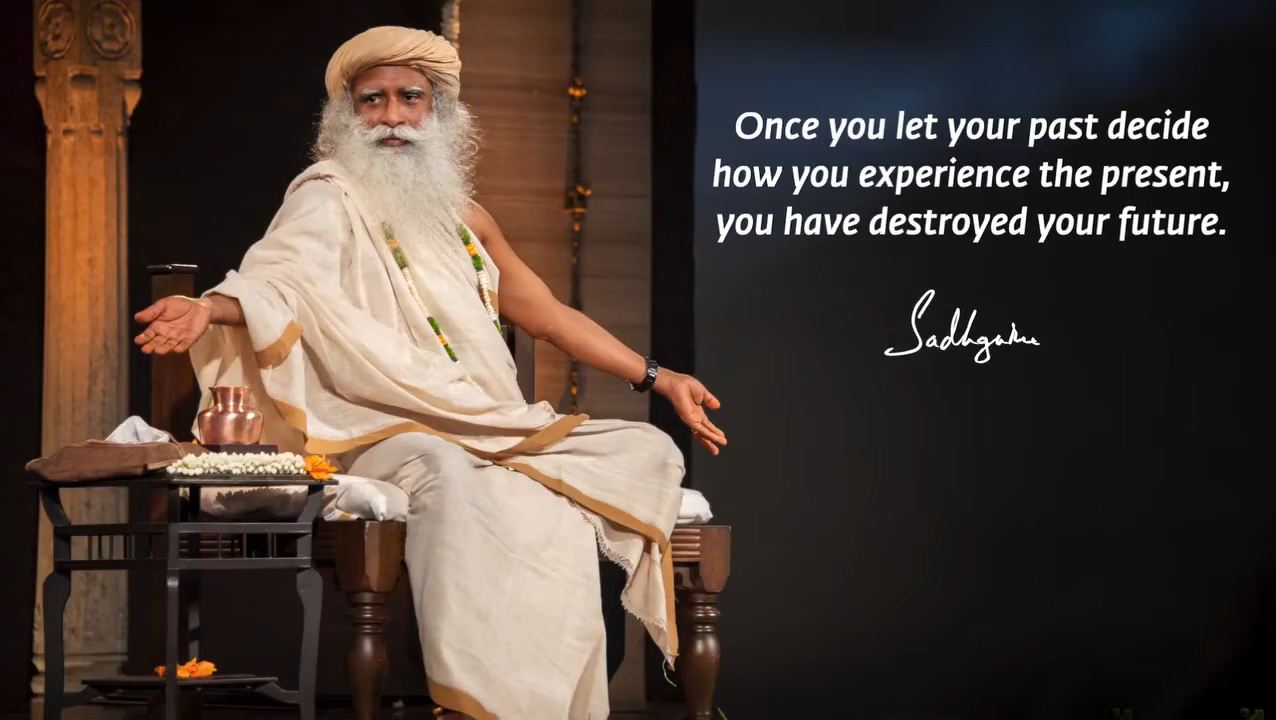 Once you let your past decide
how you experience the present,
you have destroyed your future.
Sadhguru